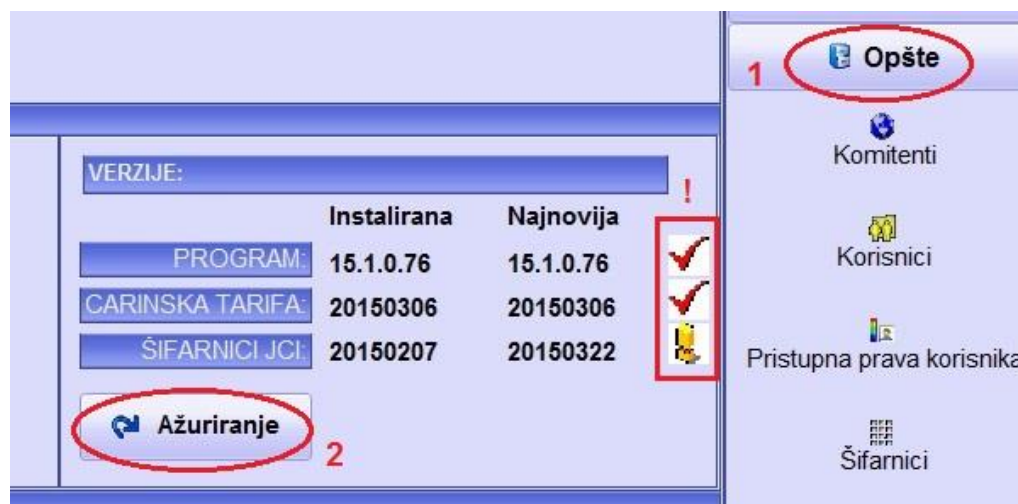 1
Opšte
Komitenti
VERZIJE:
!
Instalirana Najnovija
PROGRAM: 15.1.0.76 15.1.0.76
Korisnici
CARINSKA TARIFA: 20150306 20150306
ŠIFARNICI JCI: 20150207 20150322
Pristupna prava korisnika
Ažuriranje
2
Šifarnici